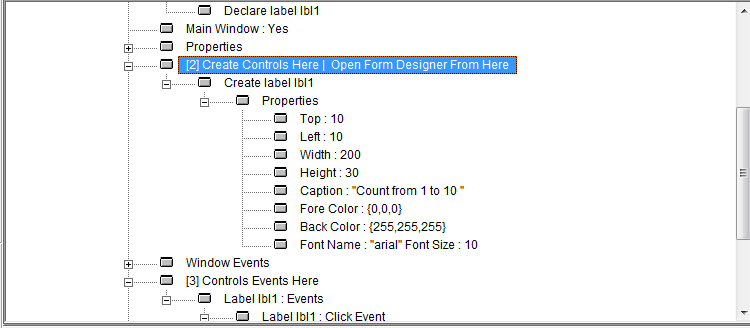 Declare label lbl1
Main Window : Yes
Properties
[2] Create Controls Here | Open Form Designer From Here
Create label lbl1
Properties
Top : 10
Left : 10
Width : 200
Height : 30
Caption : "Count from 1 to 10 "
Fore Color : {0,0,0}
Back Color : {255,255,255}
Font Name : "arial" Font Size : 10
Window Events
[3] Controls Events Here
Label lbl1 : Events
Label lbl1 : Click Event